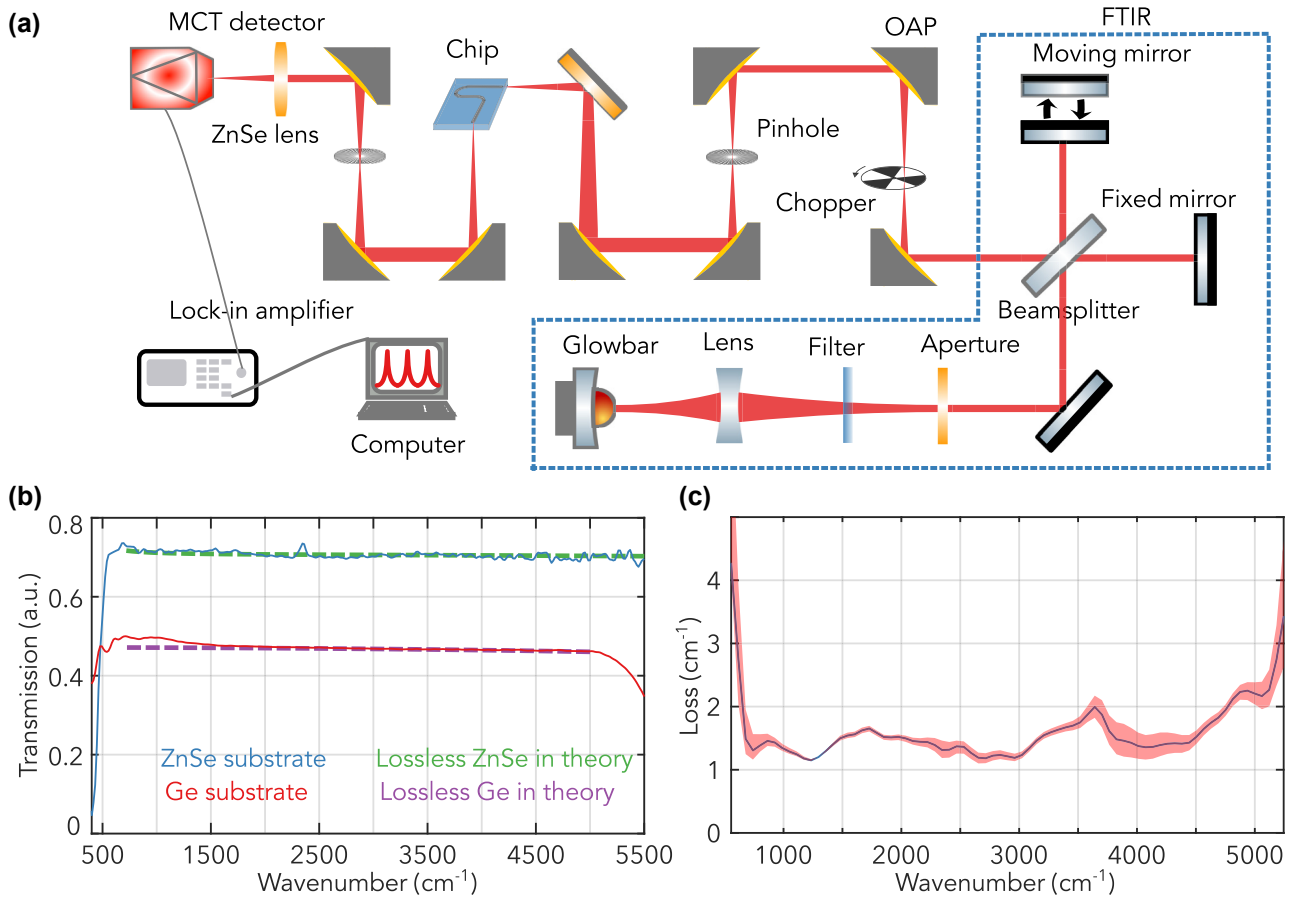 (a)
MCT detector
ZnSe lens
Chip
Pinhole
OAP
Chopper
FTIR
Moving mirror
Fixed mirror
Beamsplitter
Lock-in amplifier
Computer
Glowbar
Lens
Filter
Aperture
(b)
Transmission (a.u.)
0.8
0.6
0.4
0.2
0
ZnSe substrate
Lossless ZnSe in theory
Ge substrate
Lossless Ge in theory
500 1500 2500 3500 4500 5500
Wavenumber (cm⁻¹)
(c)
Loss (cm⁻¹)
4
3
2
1
0
1000 2000 3000 4000 5000
Wavenumber (cm⁻¹)